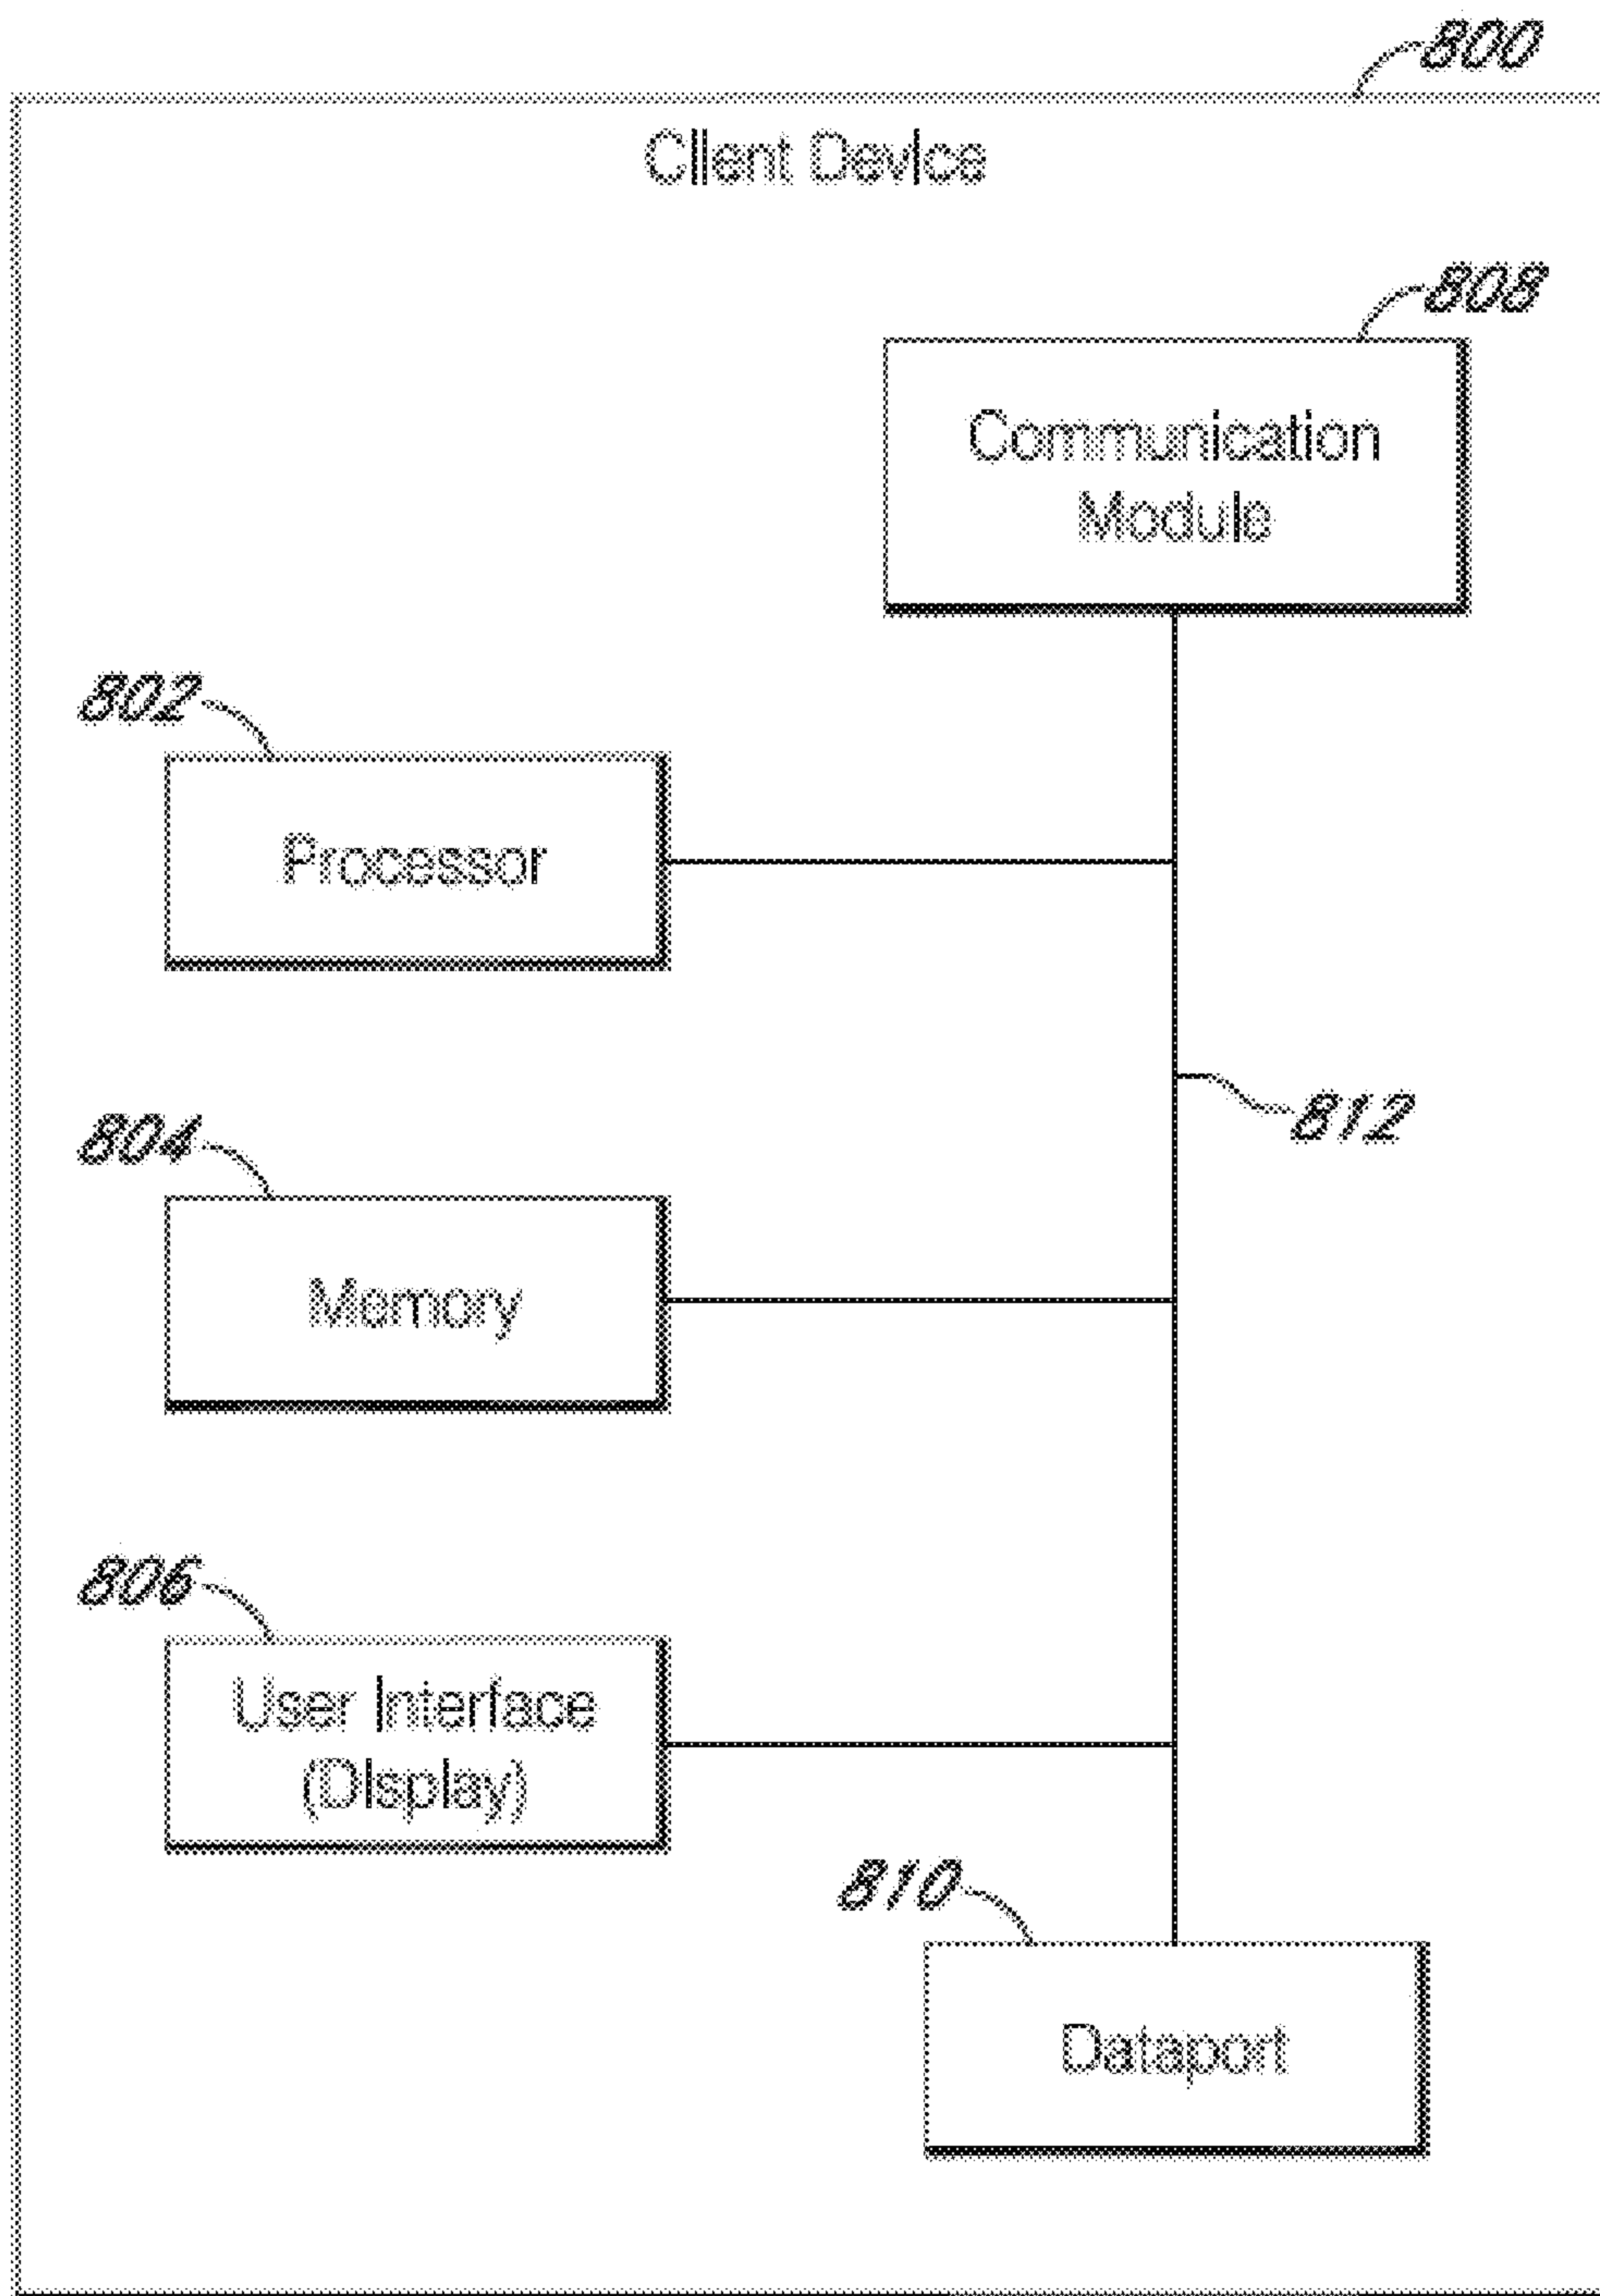 800
Client Device
808
Communication
Module
802
Processor
812
804
Memory
806
User Interface
(Display)
810
Dataport